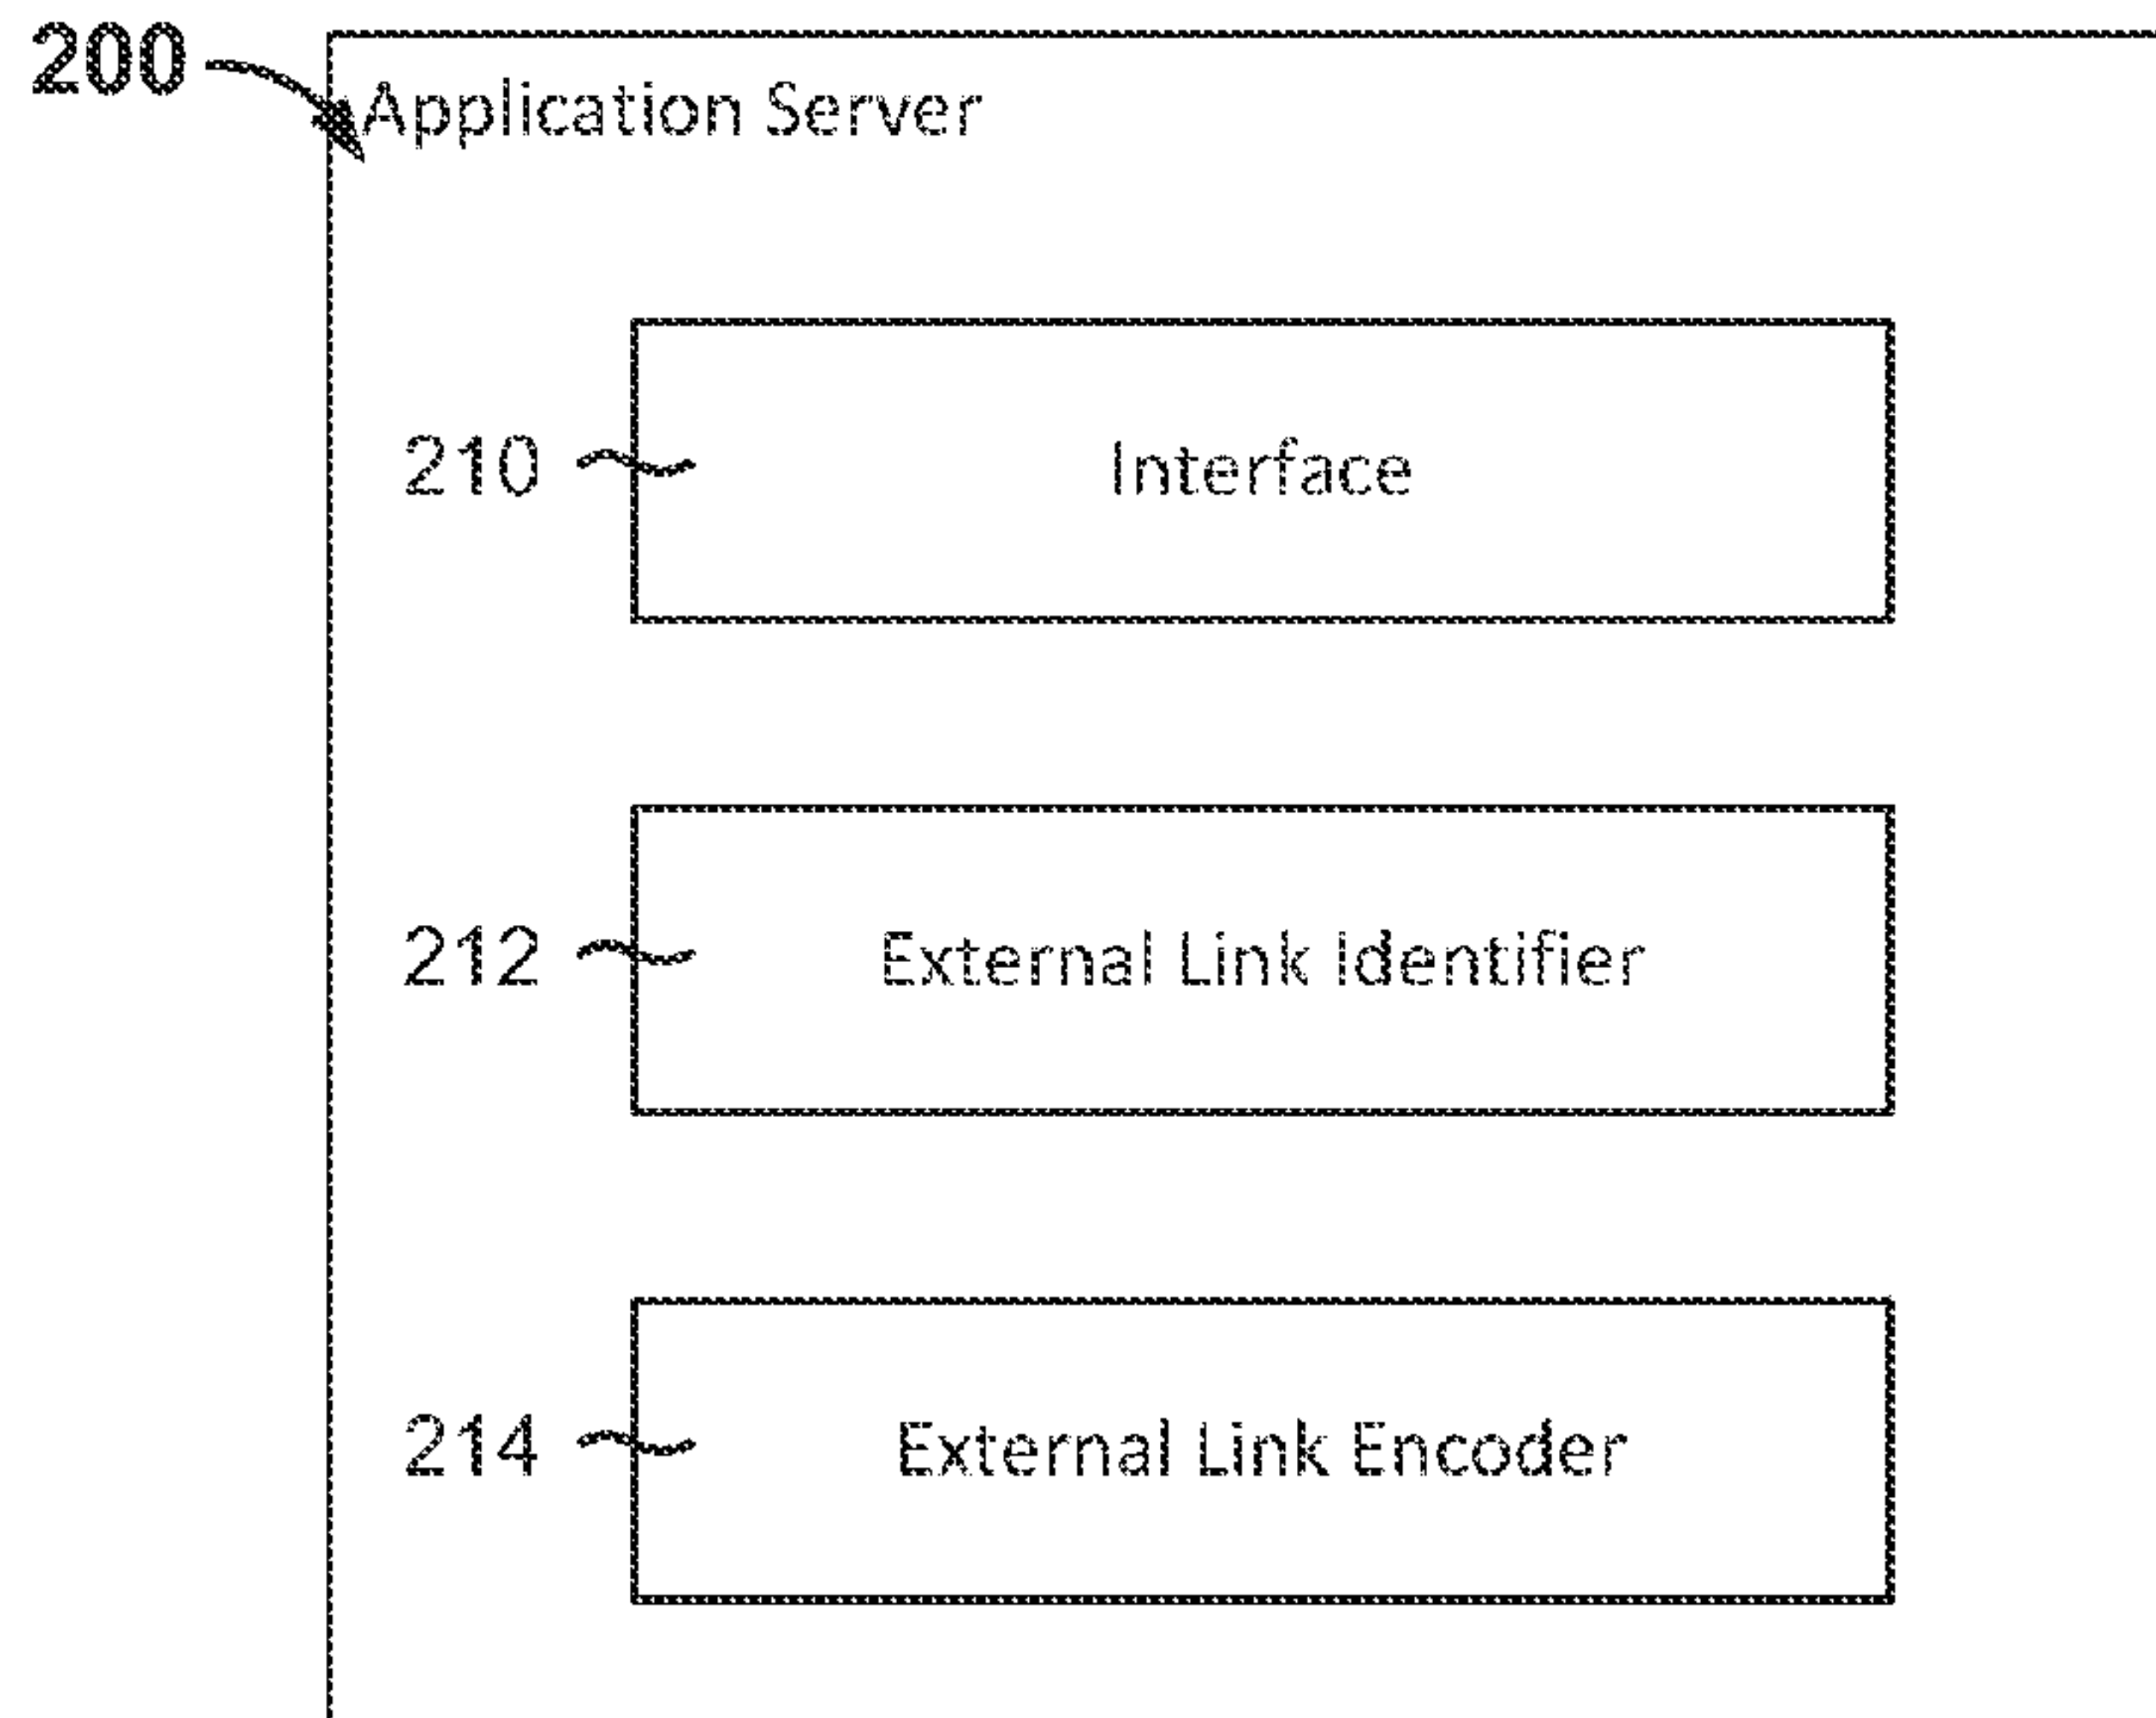 200
Application Server
210 Interface
212 External Link Identifier
214 External Link Encoder